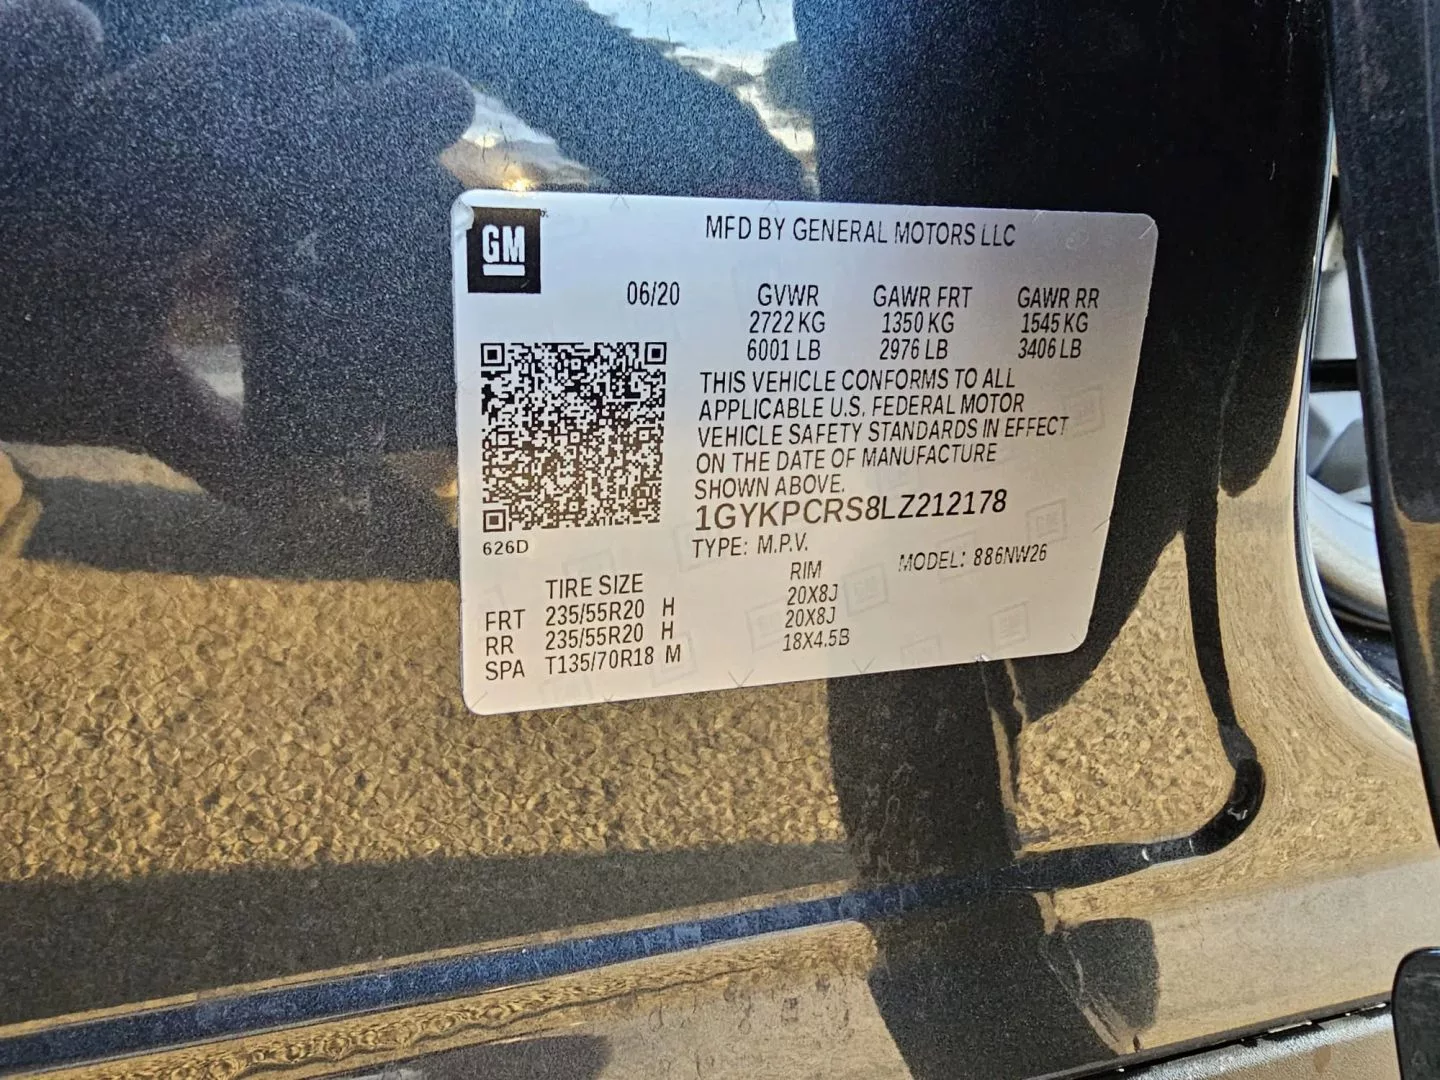 GM
MFD BY GENERAL MOTORS LLC
06/20 GVWR GAWR FRT GAWR RR
2722 KG 1350 KG 1545 KG
6001 LB 2976 LB 3406 LB
THIS VEHICLE CONFORMS TO ALL
APPLICABLE U.S. FEDERAL MOTOR
VEHICLE SAFETY STANDARDS IN EFFECT
ON THE DATE OF MANUFACTURE
SHOWN ABOVE.
1GYKPCRS8LZ212178
626D
TYPE: M.P.V. MODEL: 886NW26
TIRE SIZE RIM
FRT 235/55R20 H 20X8J
RR 235/55R20 H 20X8J
SPA T135/70R18 M 18X4.5B